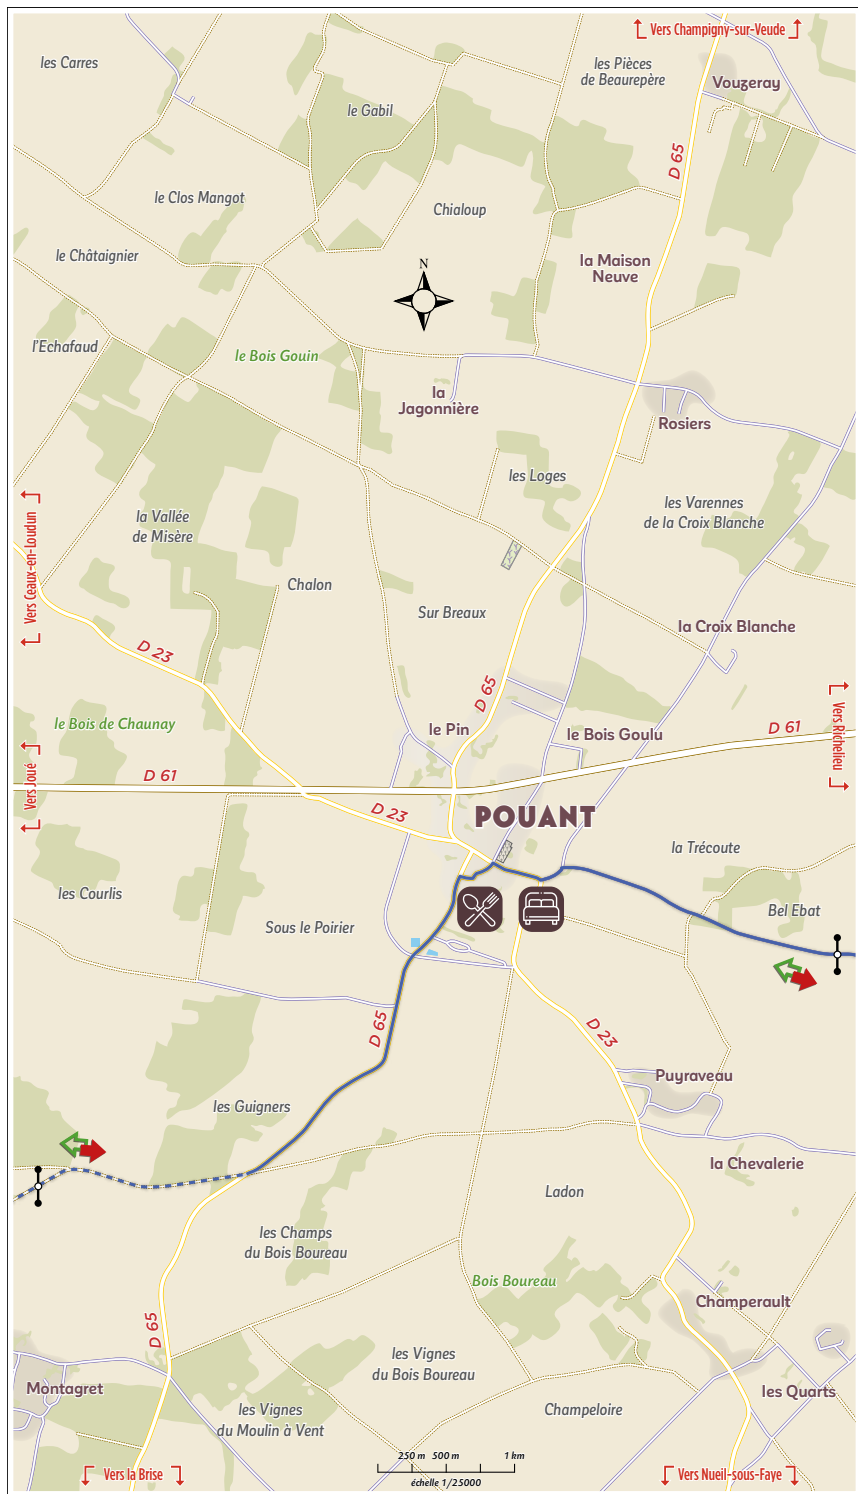 Vers Champigny-sur-Veude
les Carres
les Pièces
de Beaurepère
Vouzeray
le Gabil
D 65
le Clos Mangot
Chialoup
le Châtaignier
la Maison
Neuve
N
l'Echafaud
le Bois Gouin
la
Jagonnière
Rosiers
les Loges
la Vallée
de Misère
les Varennes
de la Croix Blanche
Vers Ceaux-en-Loudun
Chalon
Sur Breaux
la Croix Blanche
D 23
D 65
le Bois de Chaunay
le Pin
le Bois Goulu
D 61
Vers Richelieu
Vers Joué
D 61
D 23
POUANT
la Trécoute
les Courlis
Sous le Poirier
Bel Ebat
D 65
D 23
Puyraveau
les Guigners
la Chevalerie
Ladon
les Champs
du Bois Boureau
Bois Boureau
Champerault
D 65
les Vignes
du Bois Boureau
Montagret
les Quarts
les Vignes
du Moulin à Vent
Champeloire
250 m 500 m 1 km
échelle 1/25000
Vers la Brise
Vers Nueil-sous-Faye